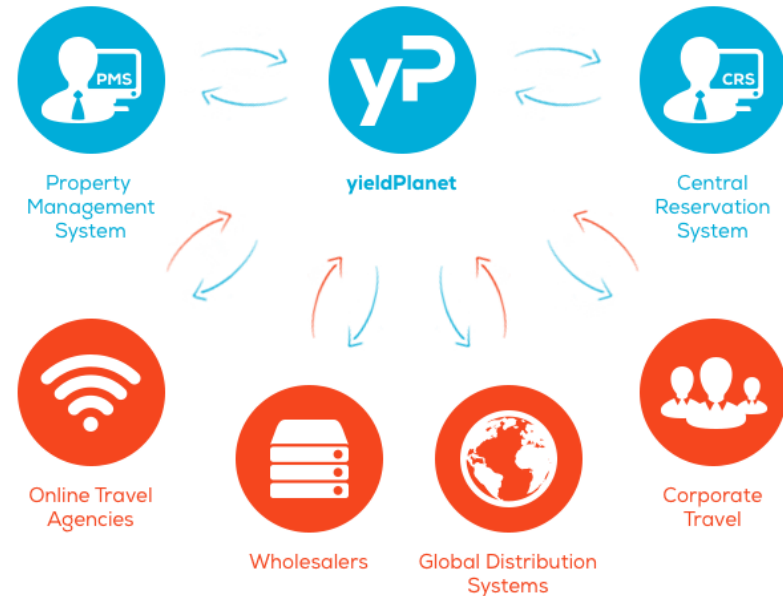 PMS
yP
CRS
Property
Management
System
yieldPlanet
Central
Reservation
System
Online Travel
Agencies
Wholesalers
Global Distribution
Systems
Corporate
Travel